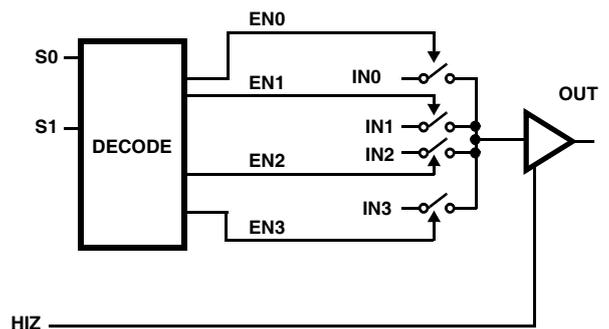 EN0
S0
IN0
EN1
OUT
S1
IN1
DECODE
IN2
EN2
IN3
EN3
HIZ